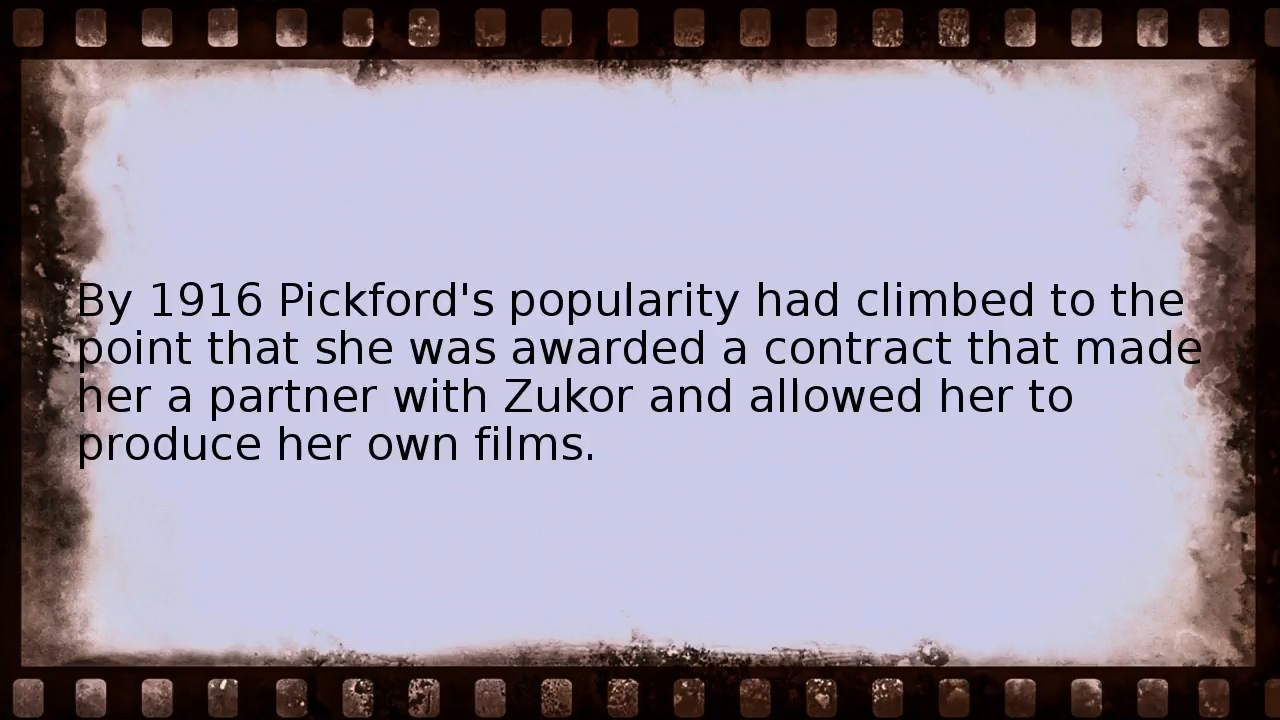 By 1916 Pickford's popularity had climbed to the
point that she was awarded a contract that made
her a partner with Zukor and allowed her to
produce her own films.